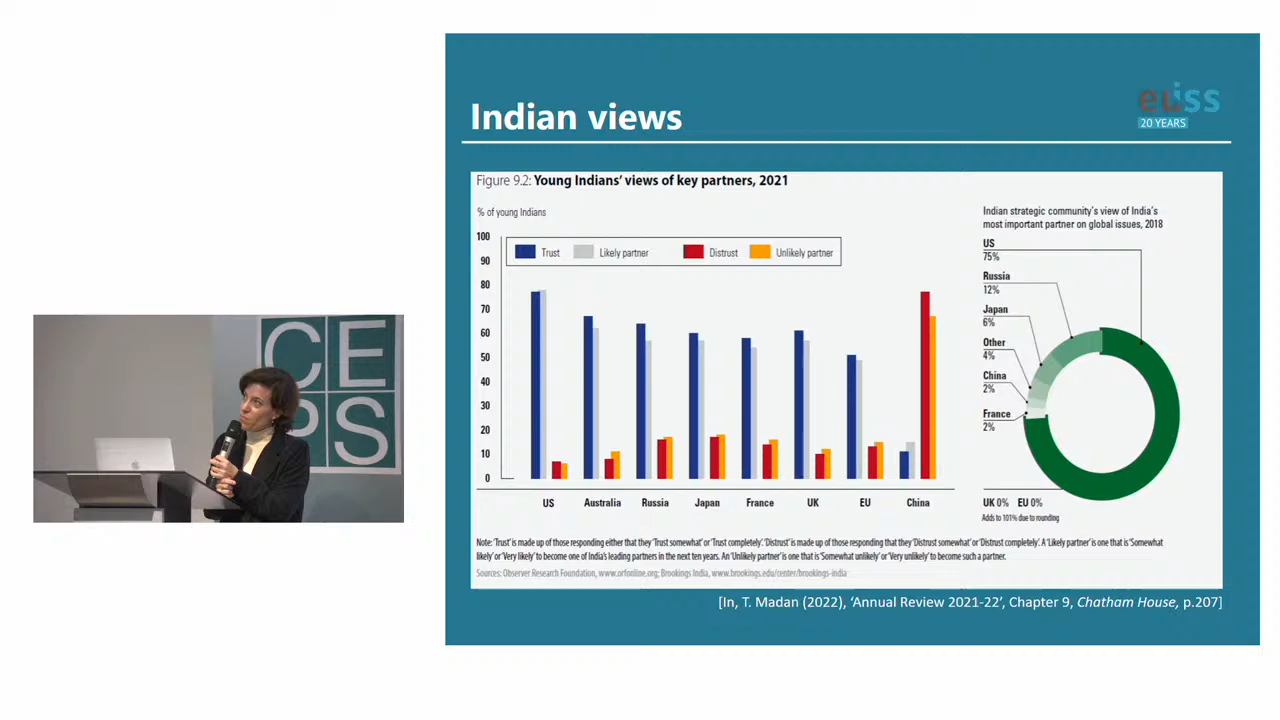 Indian views
euiss
20 YEARS
Figure 9.2: Young Indians' views of key partners, 2021
% of young Indians
100
90
80
70
60
50
40
30
20
10
0
Trust
Likely partner
Distrust
Unlikely partner
US
Australia
Russia
Japan
France
UK
EU
China
Indian strategic community's view of India's
most important partner on global issues, 2018
US
75%
Russia
12%
Japan
6%
Other
4%
China
2%
France
2%
UK 0% EU 0%
Adds to 101% due to rounding
Note: 'Trust' is made up of those responding either that they 'Trust somewhat' or 'Trust completely'. 'Distrust' is made up of those responding that they 'Distrust somewhat' or 'Distrust completely'. A 'Likely partner' is one that is 'Somewhat
likely' or 'Very likely' to become one of India's leading partners in the next ten years. An 'Unlikely partner' is one that is 'Somewhat unlikely' or 'Very unlikely' to become such a partner.
Sources: Observer Research Foundation, www.orfonline.org; Brookings India, www.brookings.edu/center/brookings-india
[In, T. Madan (2022), 'Annual Review 2021-22', Chapter 9, Chatham House, p.207]
CE
PS